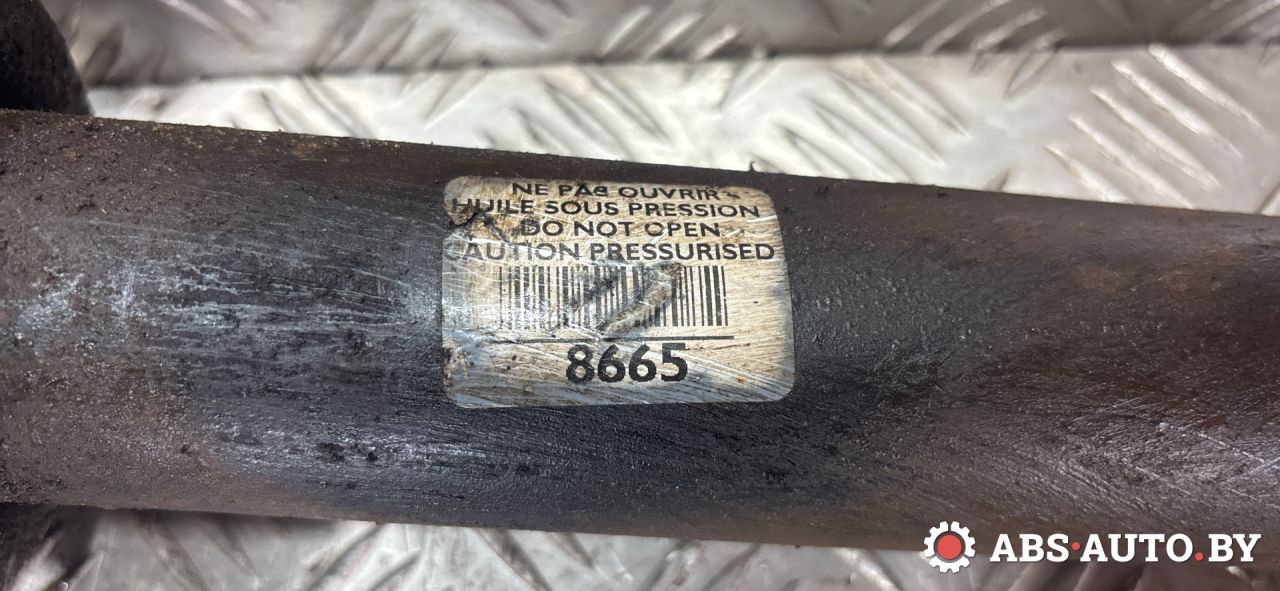 NE PAS OUVRIR -
HUILE SOUS PRESSION
DO NOT OPEN
CAUTION PRESSURISED
8665
ABS·AUTO.BY